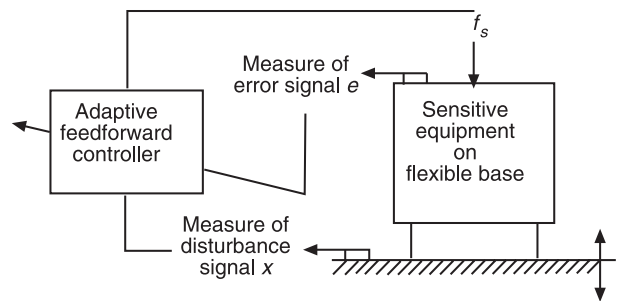 f_s
Measure of
error signal e
Adaptive
feedforward
controller
Sensitive
equipment
on
flexible base
Measure of
disturbance
signal x